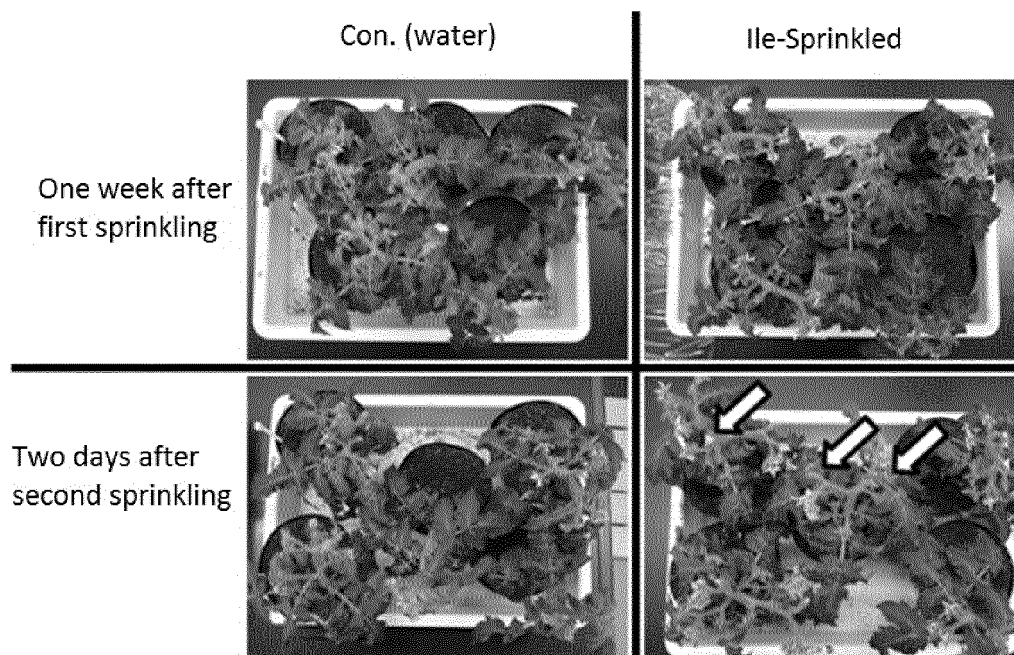 Con. (water)
Ile-Sprinkled
One week after
first sprinkling
Two days after
second sprinkling